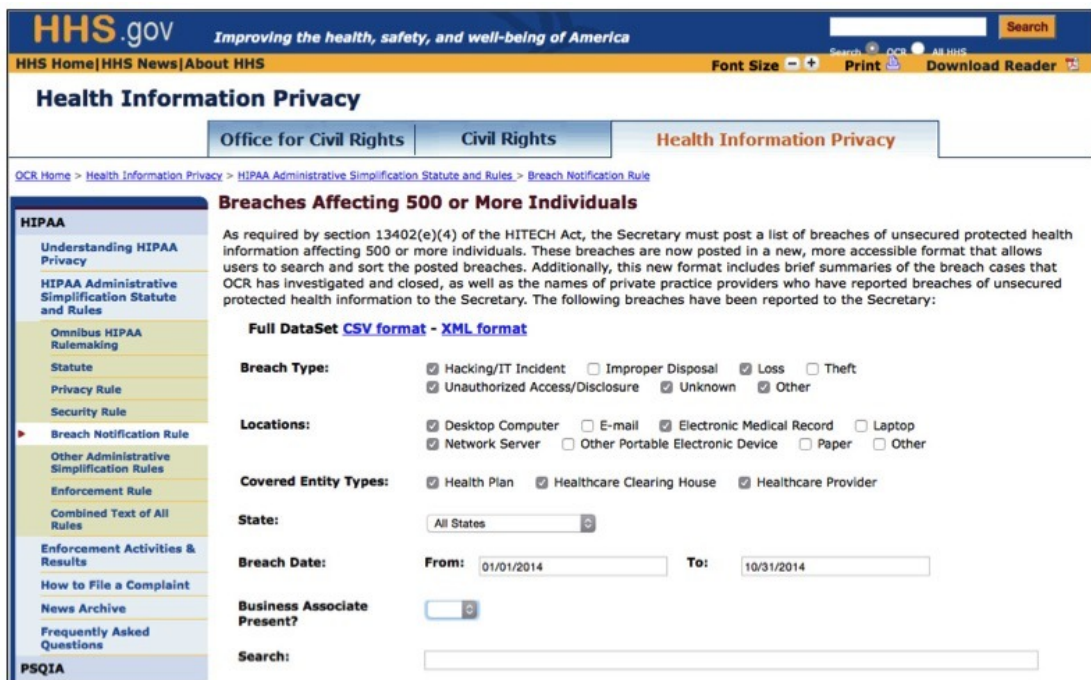 HHS.gov Improving the health, safety, and well-being of America
Search
Search OCR All HHS
HHS Home|HHS News|About HHS Font Size - + Print Download Reader
Health Information Privacy
Office for Civil Rights Civil Rights Health Information Privacy
OCR Home > Health Information Privacy > HIPAA Administrative Simplification Statute and Rules > Breach Notification Rule
HIPAA
Understanding HIPAA
Privacy
HIPAA Administrative
Simplification Statute
and Rules
Omnibus HIPAA
Rulemaking
Statute
Privacy Rule
Security Rule
Breach Notification Rule
Other Administrative
Simplification Rules
Enforcement Rule
Combined Text of All
Rules
Enforcement Activities &
Results
How to File a Complaint
News Archive
Frequently Asked
Questions
PSQIA
Breaches Affecting 500 or More Individuals
As required by section 13402(e)(4) of the HITECH Act, the Secretary must post a list of breaches of unsecured protected health
information affecting 500 or more individuals. These breaches are now posted in a new, more accessible format that allows
users to search and sort the posted breaches. Additionally, this new format includes brief summaries of the breach cases that
OCR has investigated and closed, as well as the names of private practice providers who have reported breaches of unsecured
protected health information to the Secretary. The following breaches have been reported to the Secretary:
Full DataSet CSV format - XML format
Breach Type: Hacking/IT Incident Improper Disposal Loss Theft
Unauthorized Access/Disclosure Unknown Other
Locations: Desktop Computer E-mail Electronic Medical Record Laptop
Network Server Other Portable Electronic Device Paper Other
Covered Entity Types: Health Plan Healthcare Clearing House Healthcare Provider
State: All States
Breach Date: From: 01/01/2014 To: 10/31/2014
Business Associate
Present?
Search: